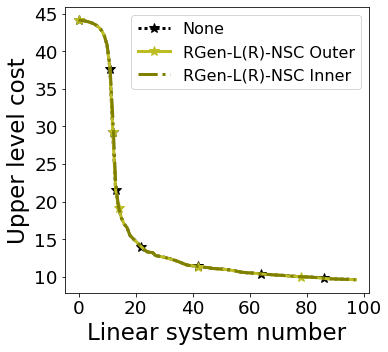 45
40
35
30
25
20
15
10
Upper level cost
None
RGen-L(R)-NSC Outer
RGen-L(R)-NSC Inner
0 20 40 60 80 100
Linear system number